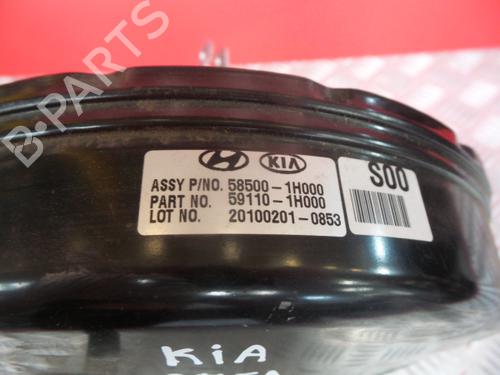 B-PARTS
KIA
S00
ASSY P/NO. 58500-1H000
PART NO. 59110-1H000
LOT NO. 20100201-0853
KIA